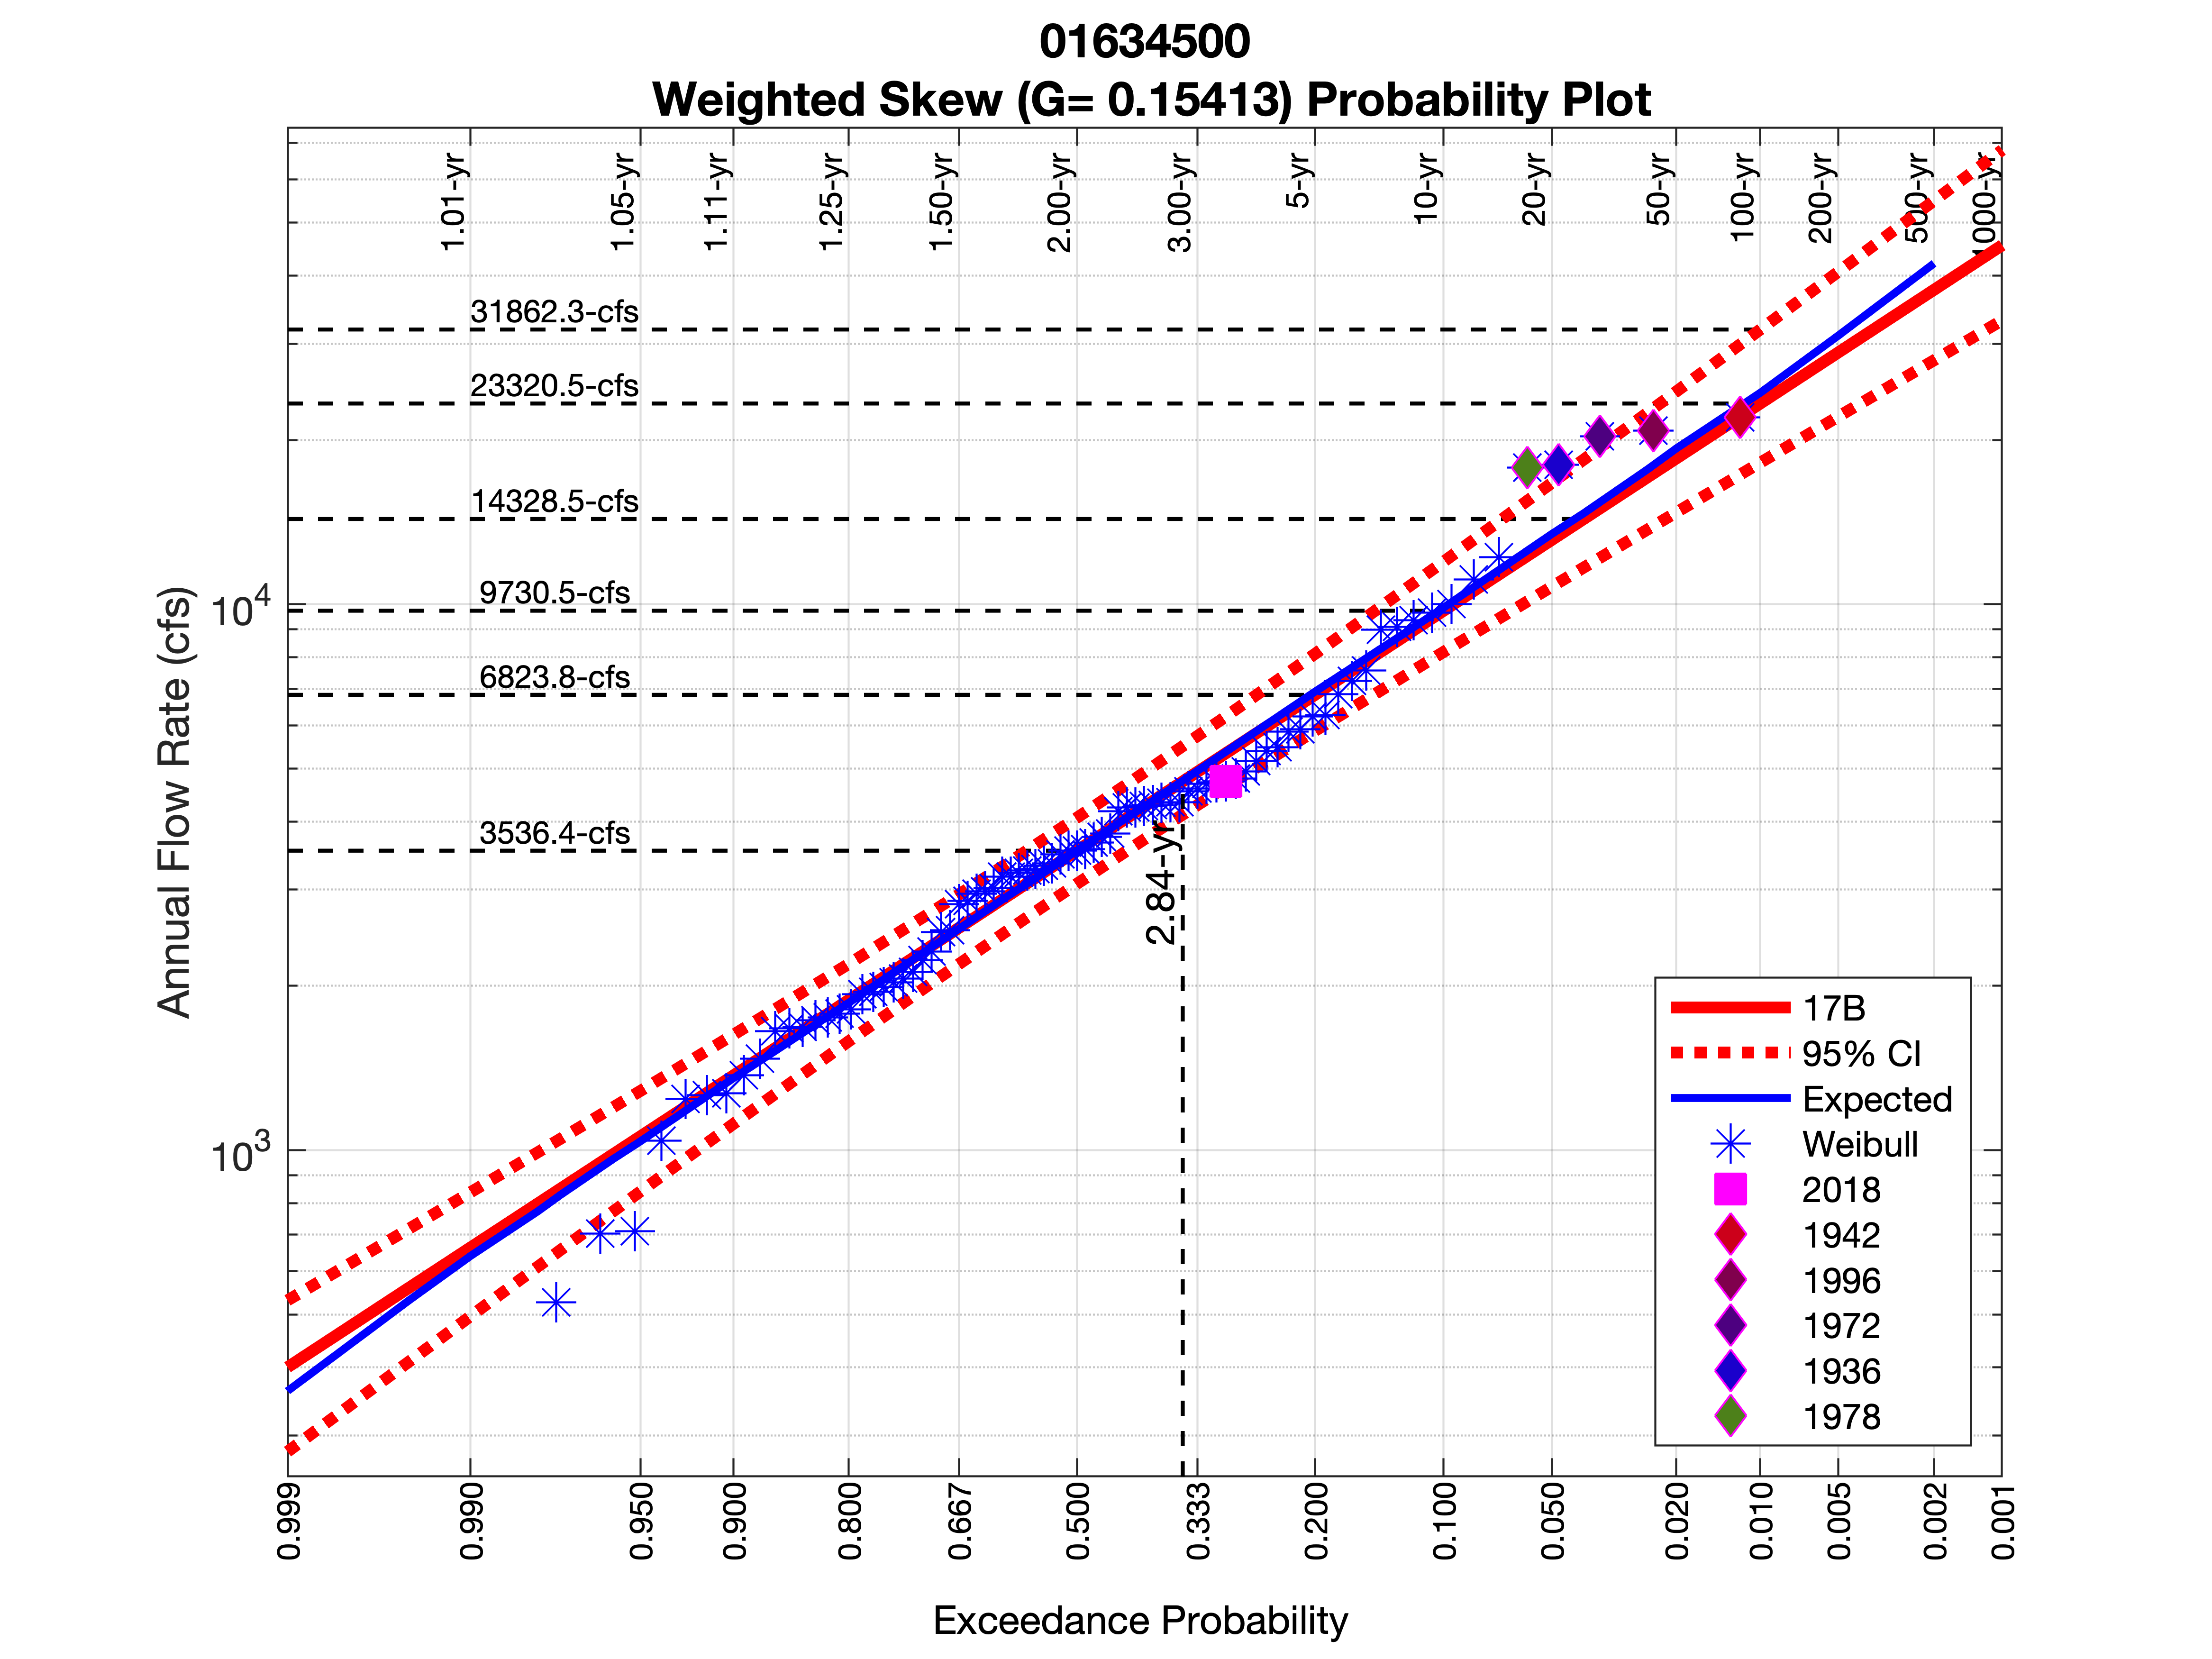 01634500
Weighted Skew (G= 0.15413) Probability Plot
1.01-yr
1.05-yr
1.11-yr
1.25-yr
1.50-yr
2.00-yr
3.00-yr
5-yr
10-yr
20-yr
50-yr
100-yr
200-yr
500-yr
1000-yr
31862.3-cfs
23320.5-cfs
14328.5-cfs
9730.5-cfs
6823.8-cfs
3536.4-cfs
2.84-yr
10⁴
10³
Annual Flow Rate (cfs)
17B
95% CI
Expected
Weibull
2018
1942
1996
1972
1936
1978
0.999
0.990
0.950
0.900
0.800
0.667
0.500
0.333
0.200
0.100
0.050
0.020
0.010
0.005
0.002
0.001
Exceedance Probability